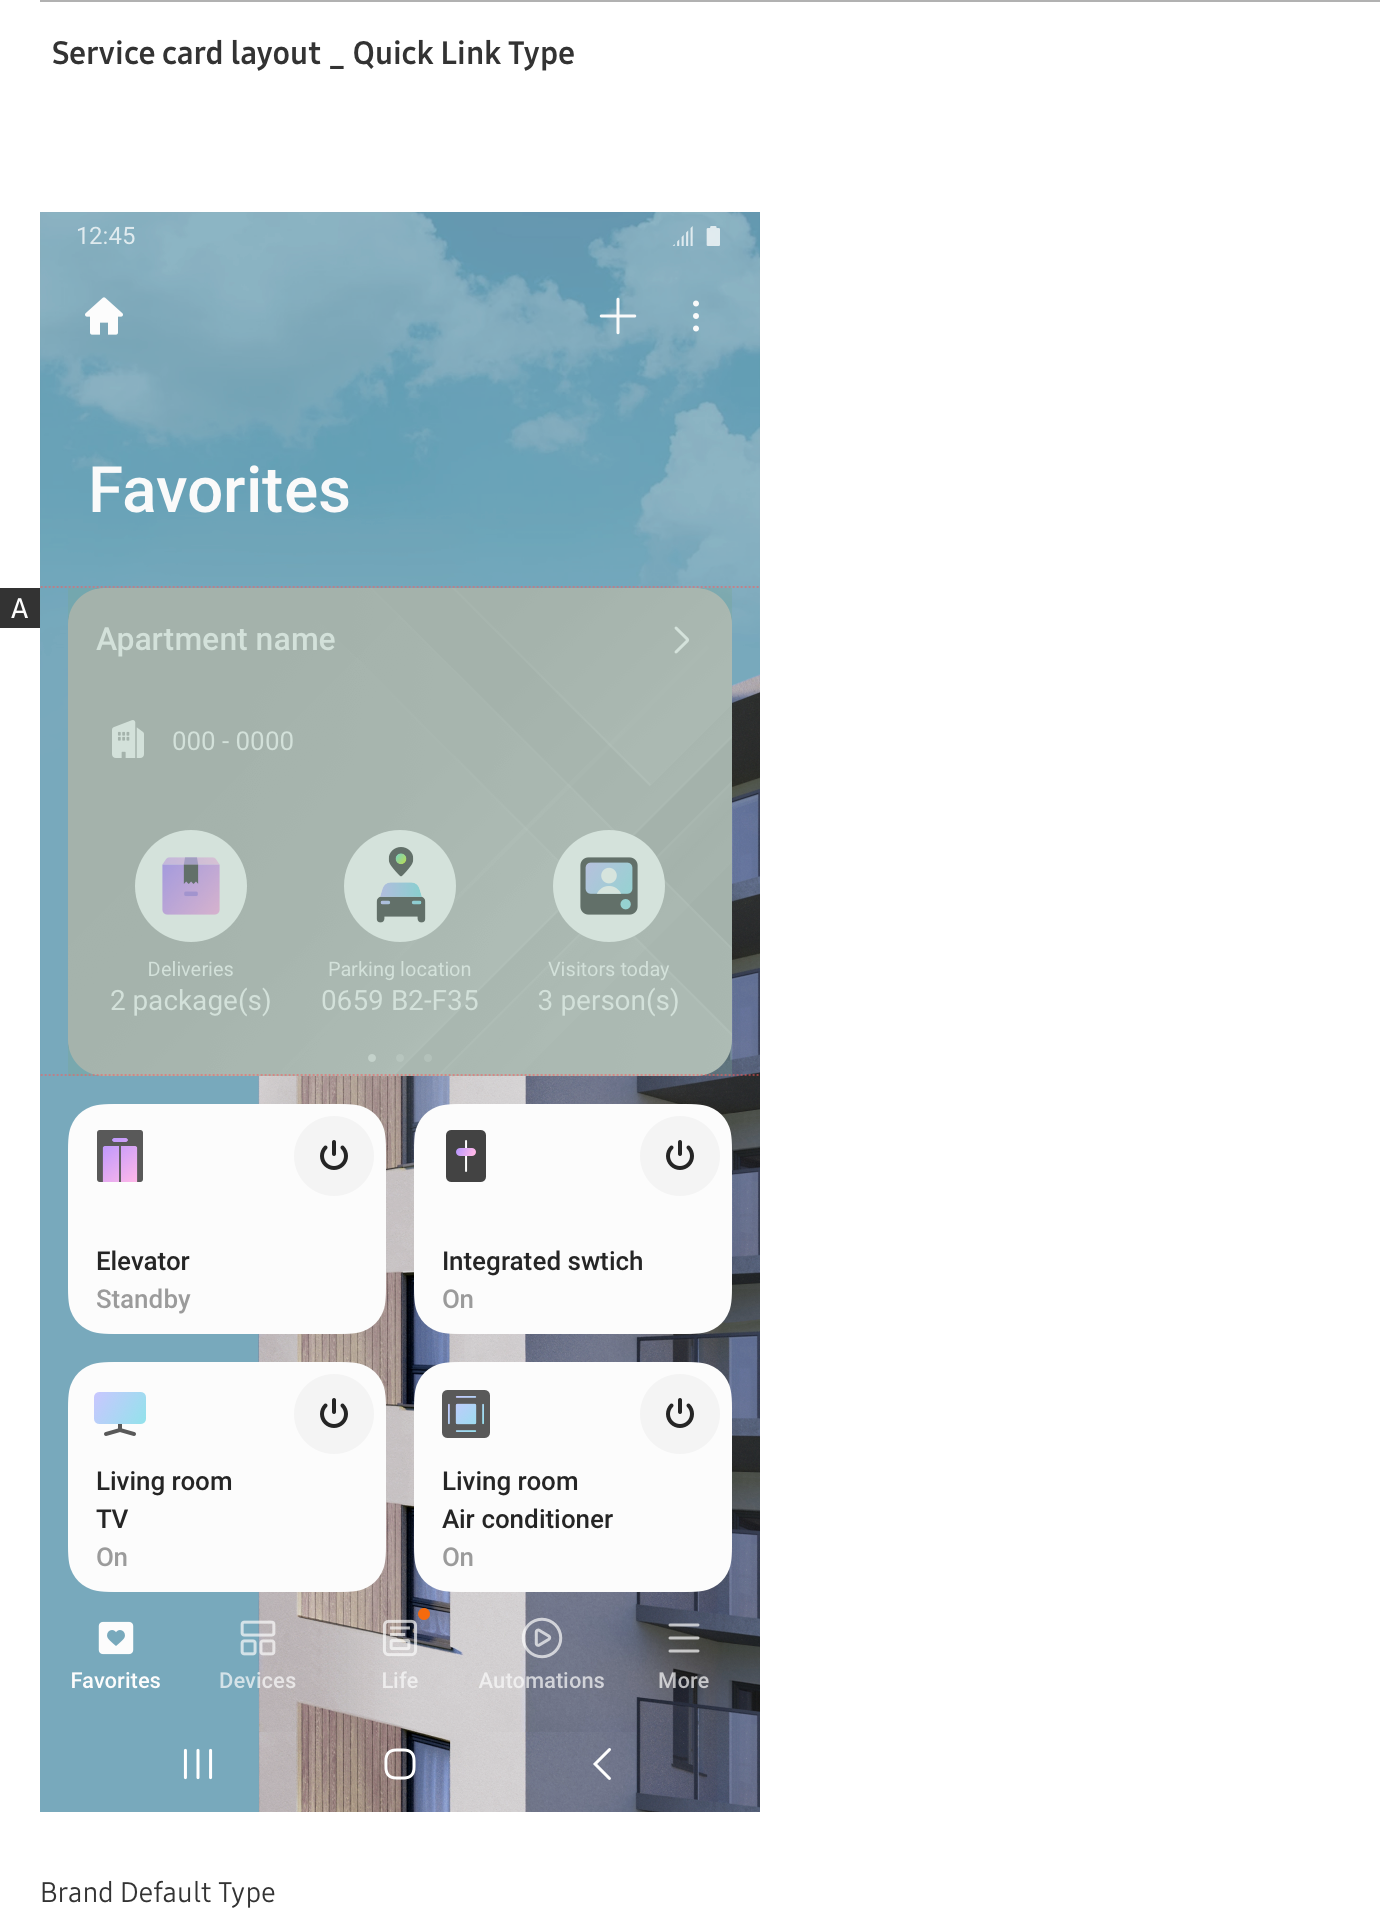 Service card layout _ Quick Link Type
12:45
Favorites
A
Apartment name
000 - 0000
Deliveries
Parking location
Visitors today
2 package(s)
0659 B2-F35
3 person(s)
Elevator
Standby
Integrated swtich
On
Living room
TV
On
Living room
Air conditioner
On
Favorites
Devices
Life
Automations
More
Brand Default Type